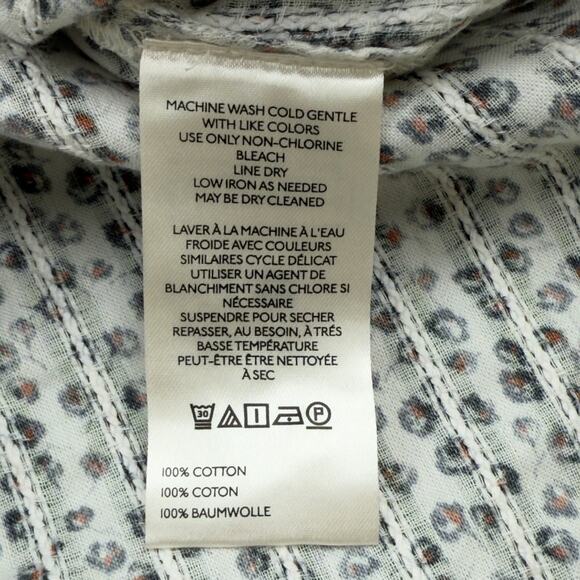 MACHINE WASH COLD GENTLE
WITH LIKE COLORS
USE ONLY NON-CHLORINE
BLEACH
LINE DRY
LOW IRON AS NEEDED
MAY BE DRY CLEANED
LAVER À LA MACHINE À L'EAU
FROIDE AVEC COULEURS
SIMILAIRES CYCLE DÉLICAT
UTILISER UN AGENT DE
BLANCHIMENT SANS CHLORE SI
NÉCESSAIRE
SUSPENDRE POUR SECHER
REPASSER, AU BESOIN, À TRÉS
BASSE TEMPÉRATURE
PEUT-ÊTRE ÊTRE NETTOYÉE
À SEC
30 P
100% COTTON
100% COTON
100% BAUMWOLLE